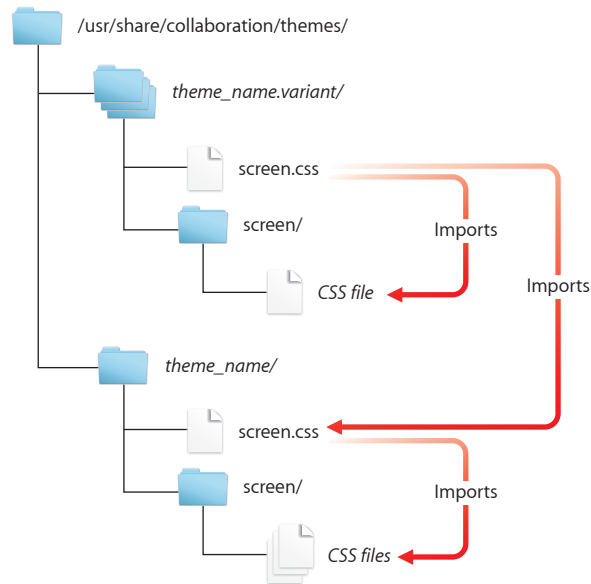 /usr/share/collaboration/themes/
theme_name.variant/
screen.css
screen/
Imports
CSS file
Imports
theme_name/
screen.css
screen/
Imports
CSS files